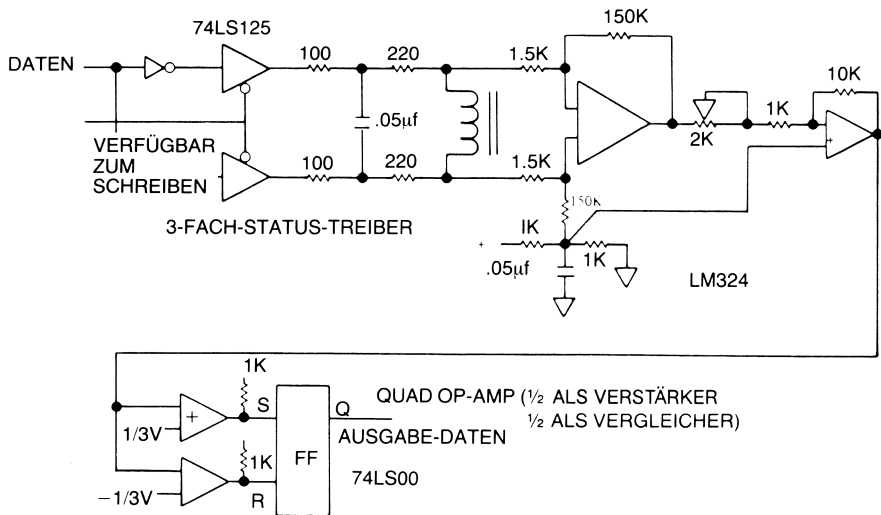 74LS125
150K
100
220
1.5K
10K
DATEN
1K
.05µf
2K
+
VERFÜGBAR
ZUM
SCHREIBEN
100
220
1.5K
3-FACH-STATUS-TREIBER
150K
1K
+
1K
.05µf
LM324
1K
S
Q
QUAD OP-AMP (½ ALS VERSTÄRKER
½ ALS VERGLEICHER)
+
1/3V
AUSGABE-DATEN
FF
1K
74LS00
−1/3V
R